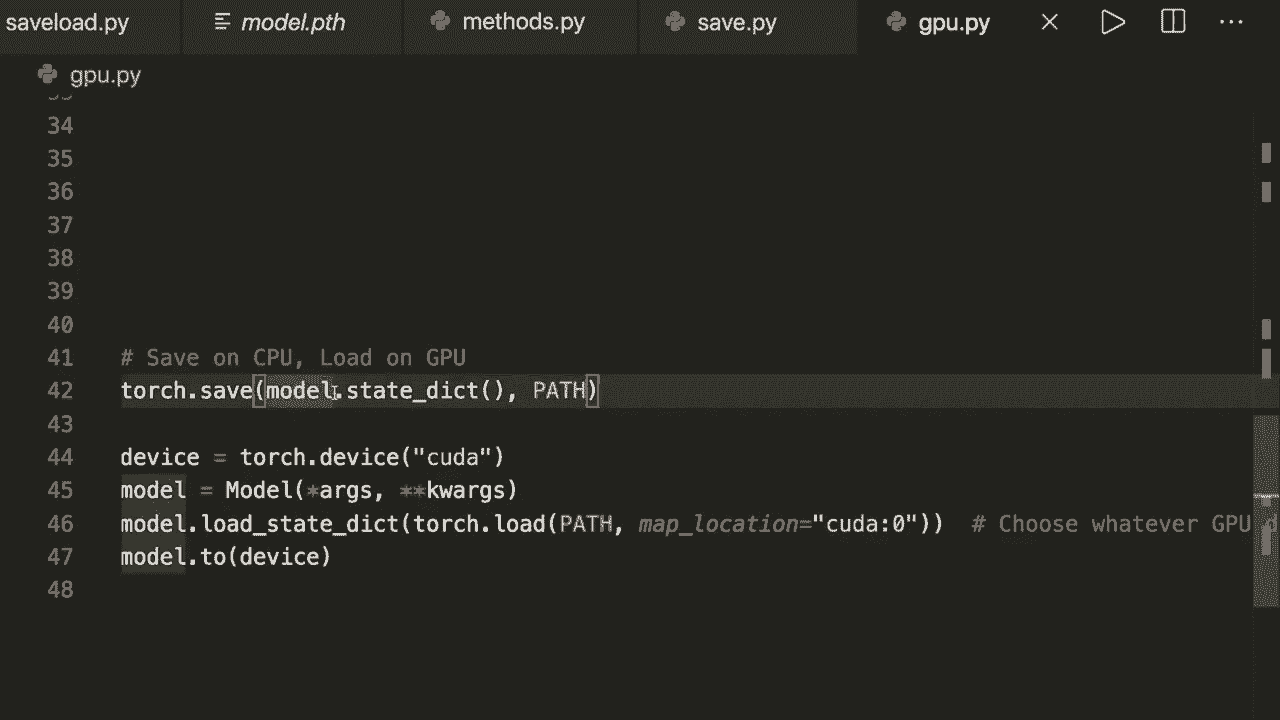 saveload.py model.pth methods.py save.py gpu.py
gpu.py
34
35
36
37
38
39
40
41 # Save on CPU, Load on GPU
42 torch.save(model.state_dict(), PATH)
43
44 device = torch.device("cuda")
45 model = Model(*args, **kwargs)
46 model.load_state_dict(torch.load(PATH, map_location="cuda:0")) # Choose whatever GPU
47 model.to(device)
48